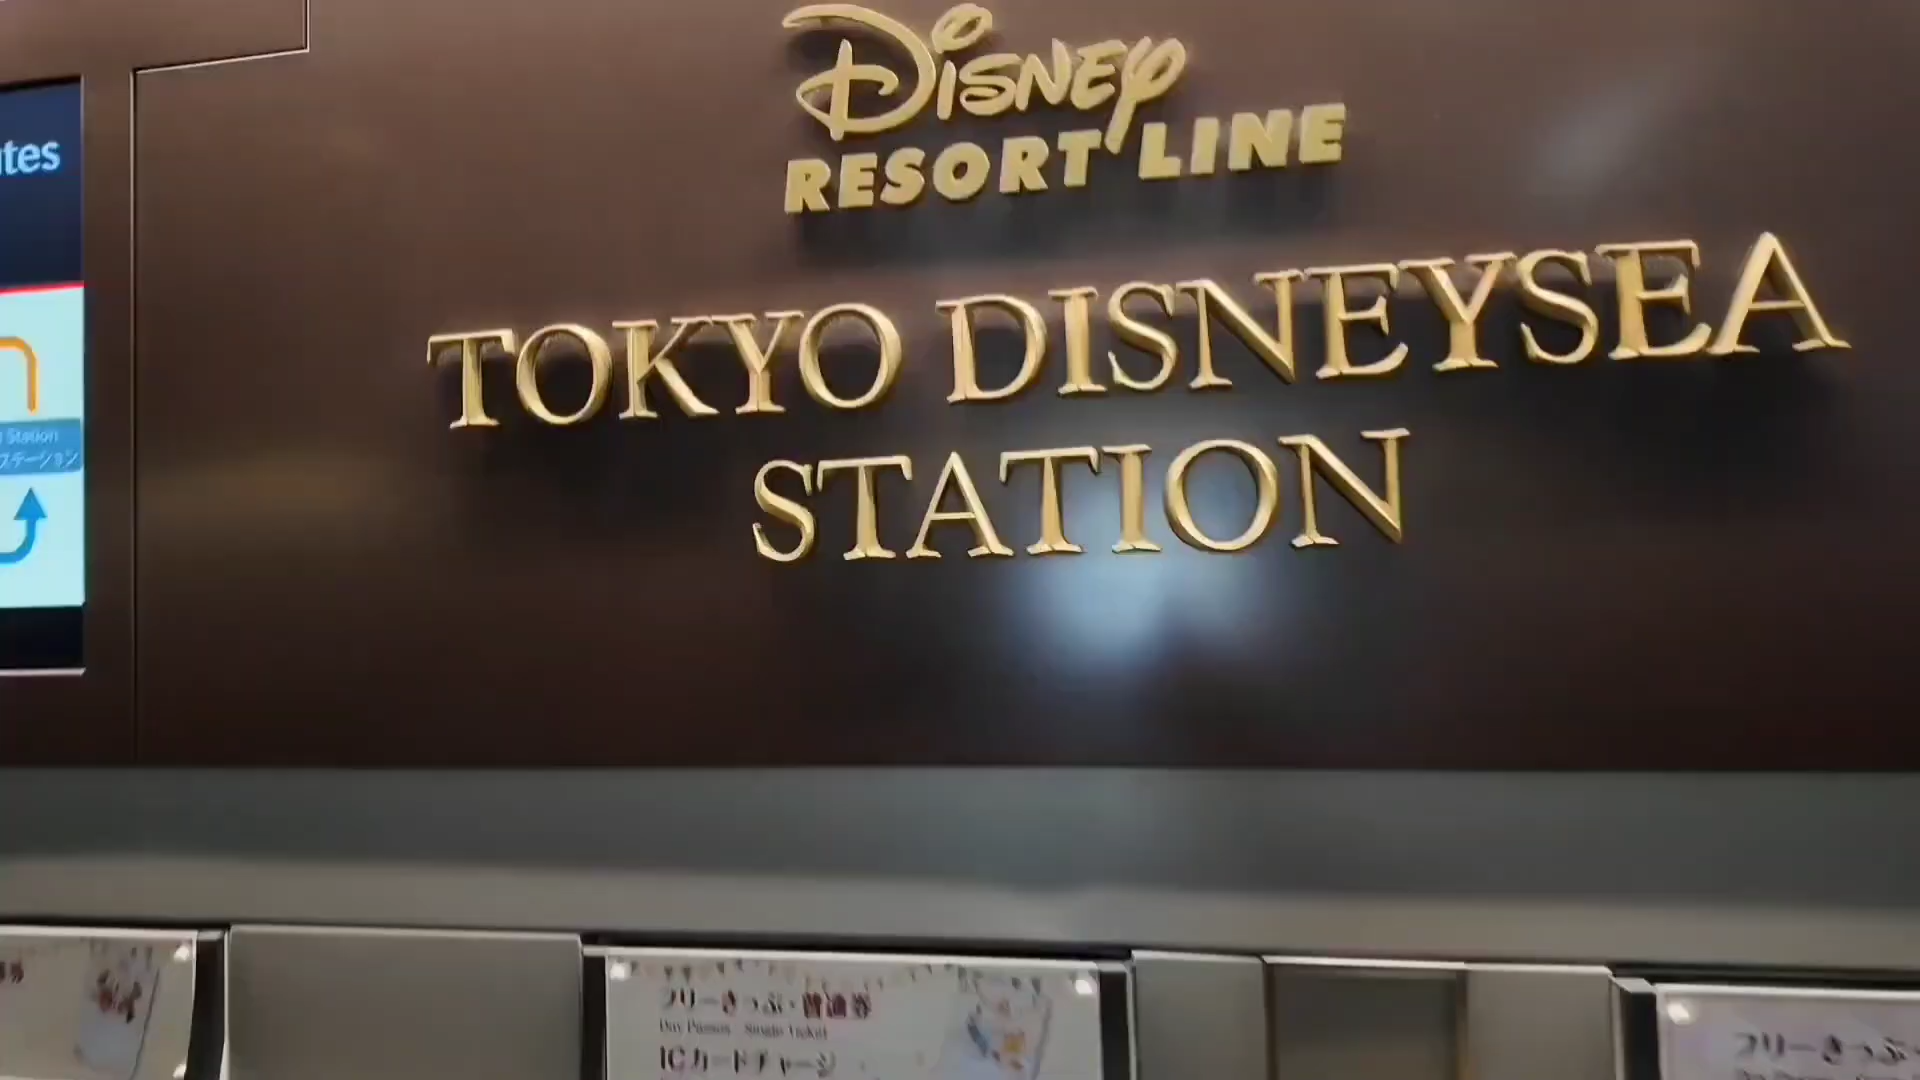 DISNEY
RESORT LINE
TOKYO DISNEYSEA
STATION
Station
ステーション
フリーきっぷ・普通券
Day Passes Single Ticket
ICカードチャージ
フリーきっぷ・